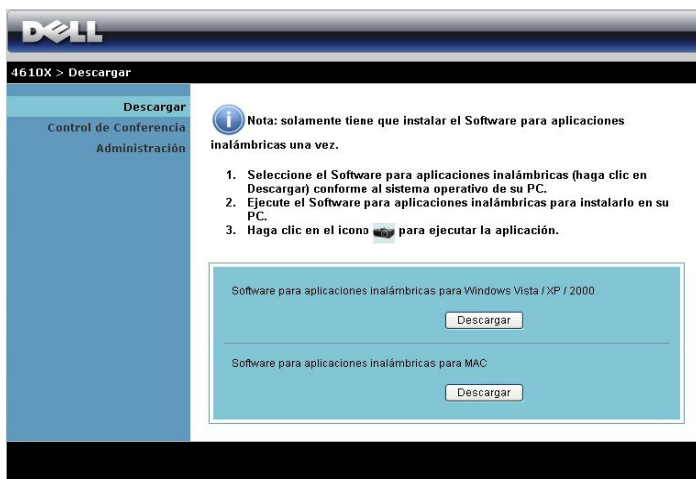 DELL
4610X > Descargar
Descargar
Control de Conferencia
Administración
Nota: solamente tiene que instalar el Software para aplicaciones
inalámbricas una vez.
1. Seleccione el Software para aplicaciones inalámbricas (haga clic en
Descargar) conforme al sistema operativo de su PC.
2. Ejecute el Software para aplicaciones inalámbricas para instalarlo en su
PC.
3. Haga clic en el icono para ejecutar la aplicación.
Software para aplicaciones inalámbricas para Windows Vista / XP / 2000
Descargar
Software para aplicaciones inalámbricas para MAC
Descargar